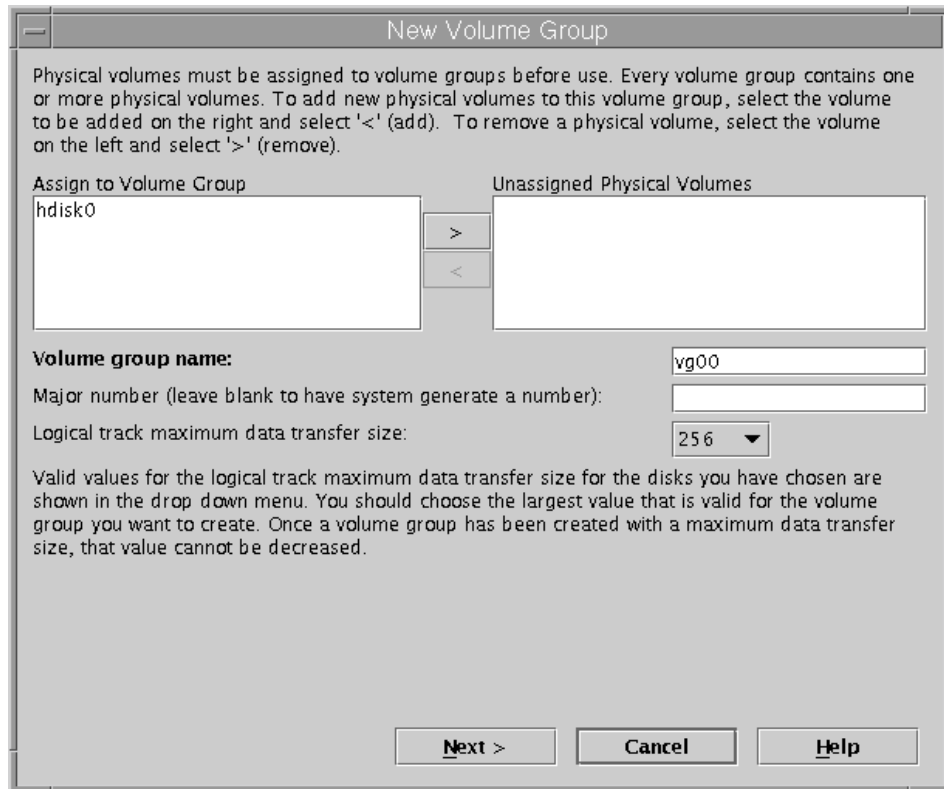 New Volume Group
Physical volumes must be assigned to volume groups before use. Every volume group contains one
or more physical volumes. To add new physical volumes to this volume group, select the volume
to be added on the right and select '<' (add).  To remove a physical volume, select the volume
on the left and select '>' (remove).
Assign to Volume Group
Unassigned Physical Volumes
hdisk0
>
<
Volume group name:
vg00
Major number (leave blank to have system generate a number):
Logical track maximum data transfer size:
256
Valid values for the logical track maximum data transfer size for the disks you have chosen are
shown in the drop down menu. You should choose the largest value that is valid for the volume
group you want to create. Once a volume group has been created with a maximum data transfer
size, that value cannot be decreased.
Next >
Cancel
Help